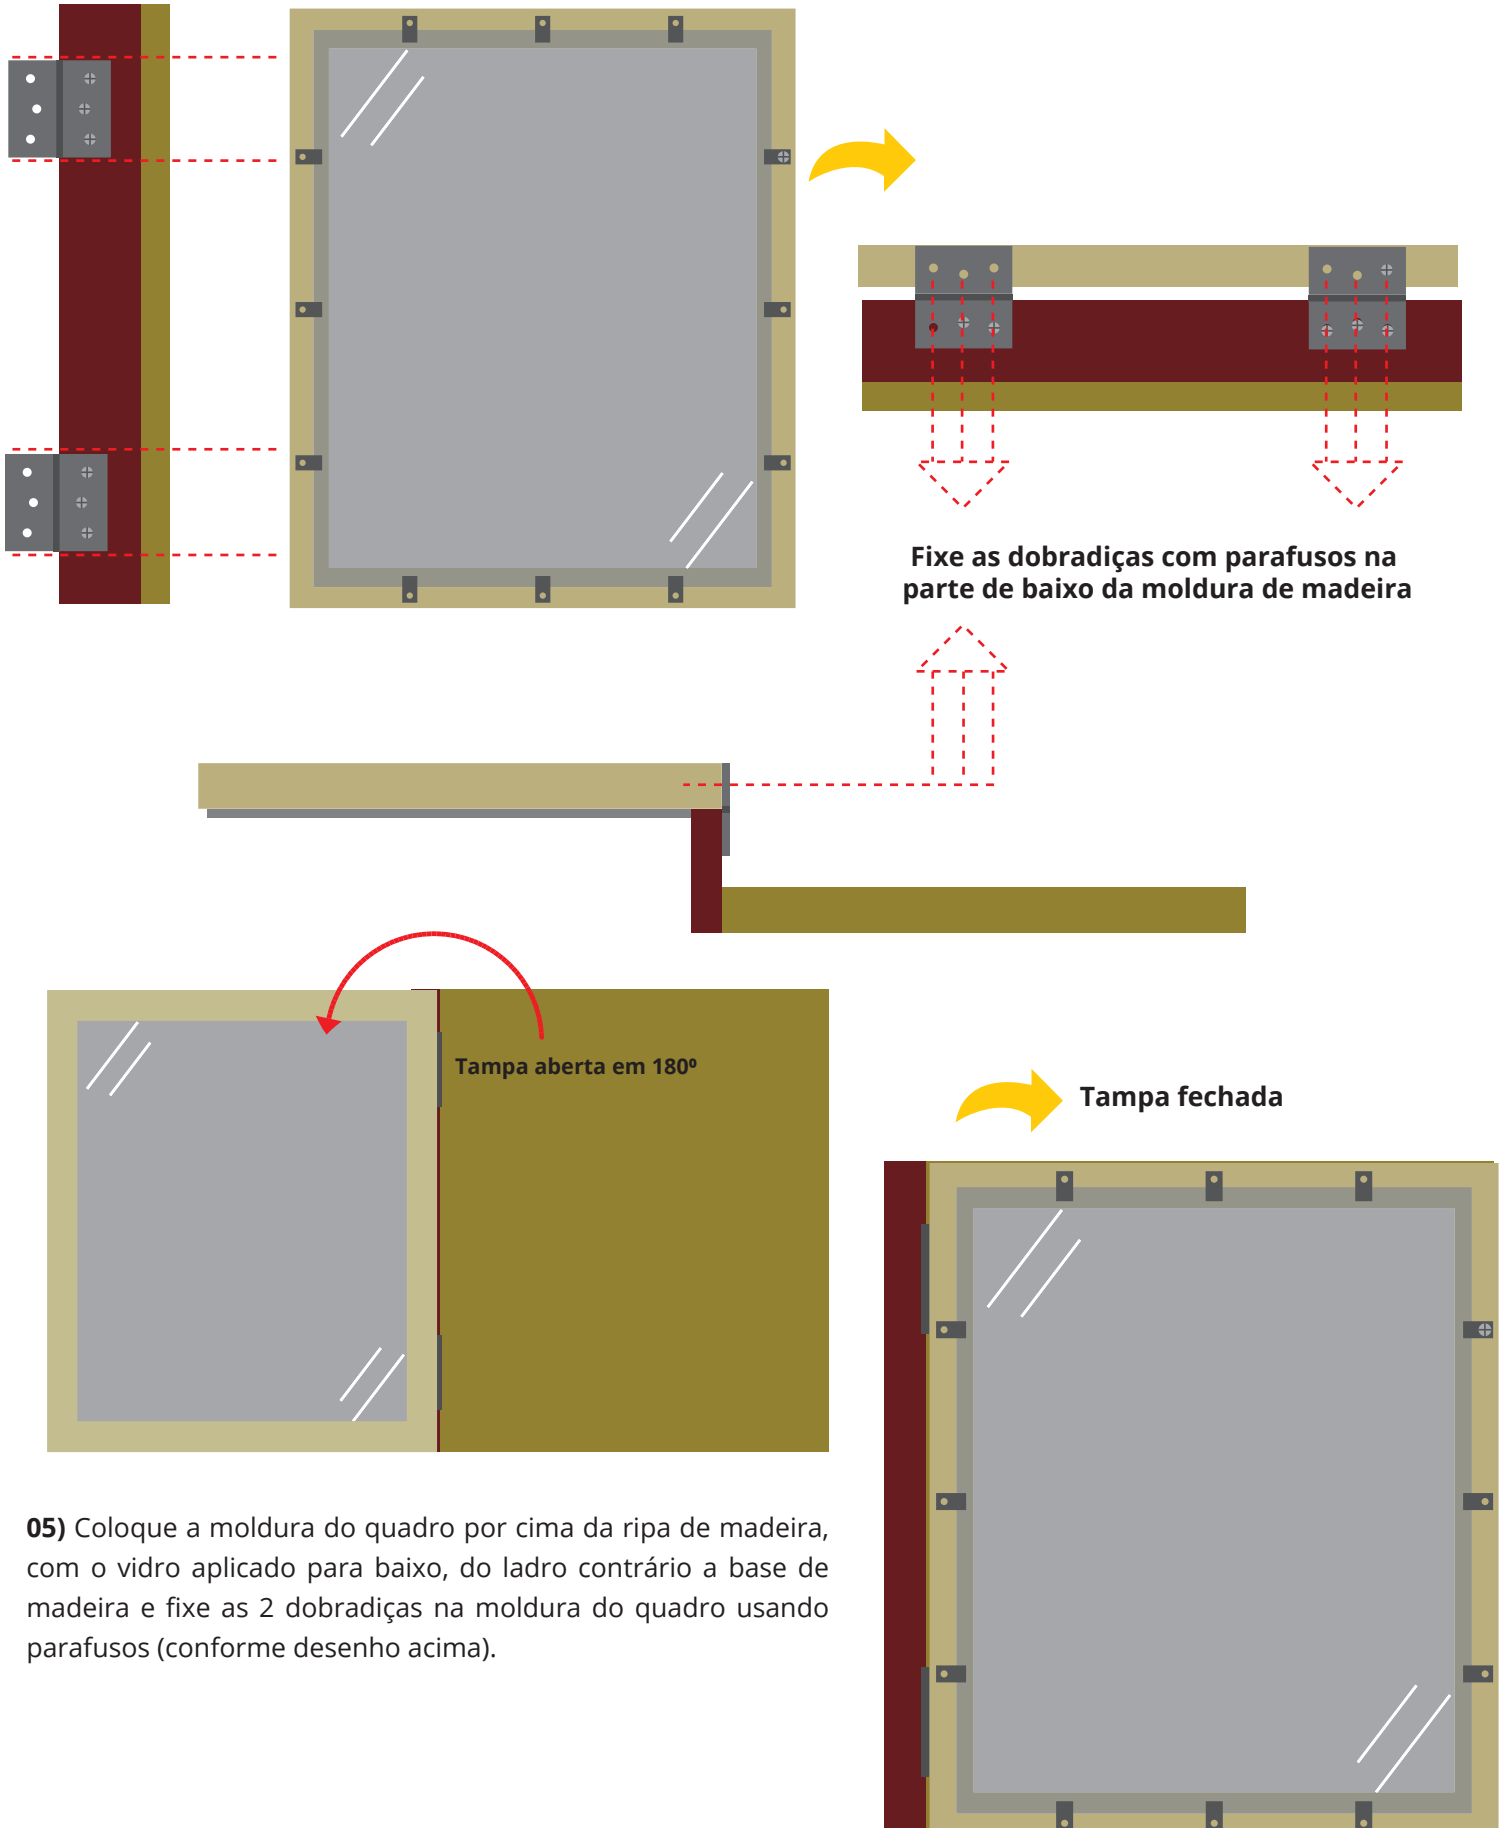 Fixe as dobradiças com parafusos na
parte de baixo da moldura de madeira
Tampa aberta em 180º
Tampa fechada
05) Coloque a moldura do quadro por cima da ripa de madeira,
com o vidro aplicado para baixo, do ladro contrário a base de
madeira e fixe as 2 dobradiças na moldura do quadro usando
parafusos (conforme desenho acima).